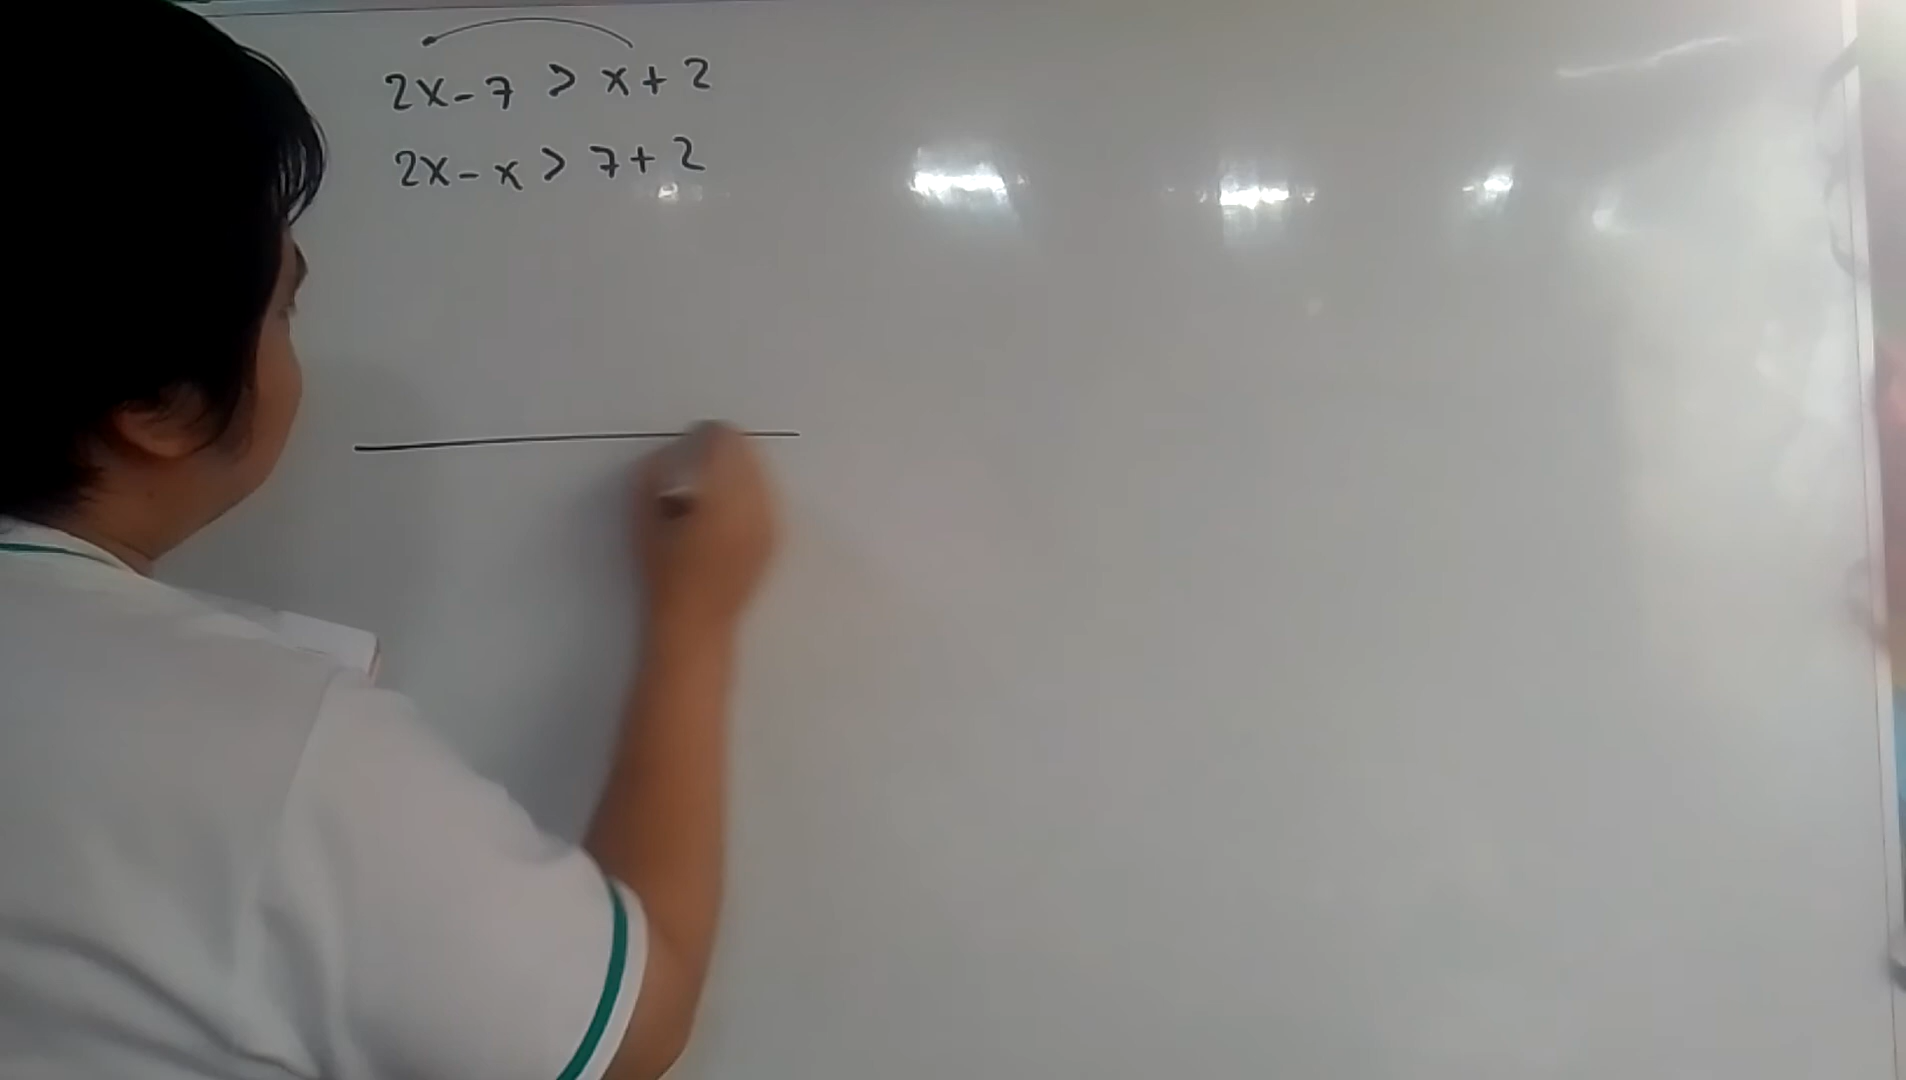 2x - 7 > x + 2
2x - x > 7 + 2